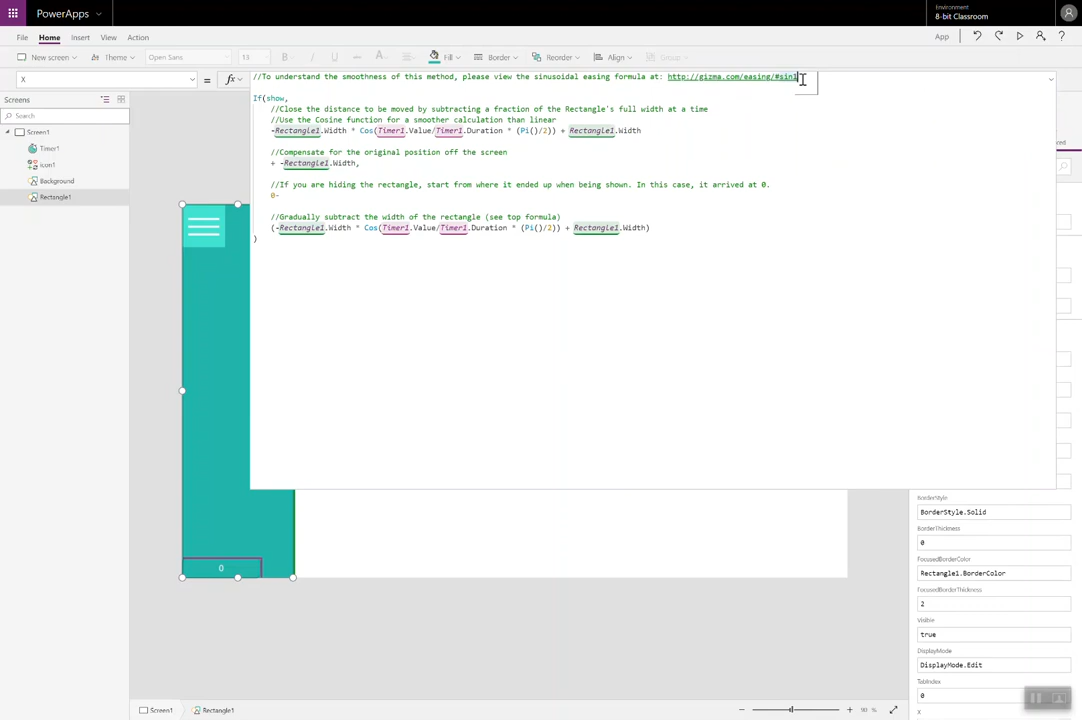 PowerApps
Environment
8-bit Classroom
File
Home
Insert
View
Action
App
New screen
Theme
Open Sans
13
B
I
U
A
Fill
Border
Reorder
Align
Group
X
=
fx
//To understand the smoothness of this method, please view the sinusoidal easing formula at: http://gizma.com/easing/#sin1
If(show,
//Close the distance to be moved by subtracting a fraction of the Rectangle's full width at a time
//Use the Cosine function for a smoother calculation than linear
-Rectangle1.Width * Cos(Timer1.Value/Timer1.Duration * (Pi()/2)) + Rectangle1.Width
//Compensate for the original position off the screen
+ -Rectangle1.Width,
//If you are hiding the rectangle, start from where it ended up when being shown. In this case, it arrived at 0.
0-
//Gradually subtract the width of the rectangle (see top formula)
(-Rectangle1.Width * Cos(Timer1.Value/Timer1.Duration * (Pi()/2)) + Rectangle1.Width)
)
Screens
Search
Screen1
Timer1
icon1
Background
Rectangle1
0
BorderStyle
BorderStyle.Solid
BorderThickness
0
FocusedBorderColor
Rectangle1.BorderColor
FocusedBorderThickness
2
Visible
true
DisplayMode
DisplayMode.Edit
TabIndex
0
X
Screen1
Rectangle1
90 %